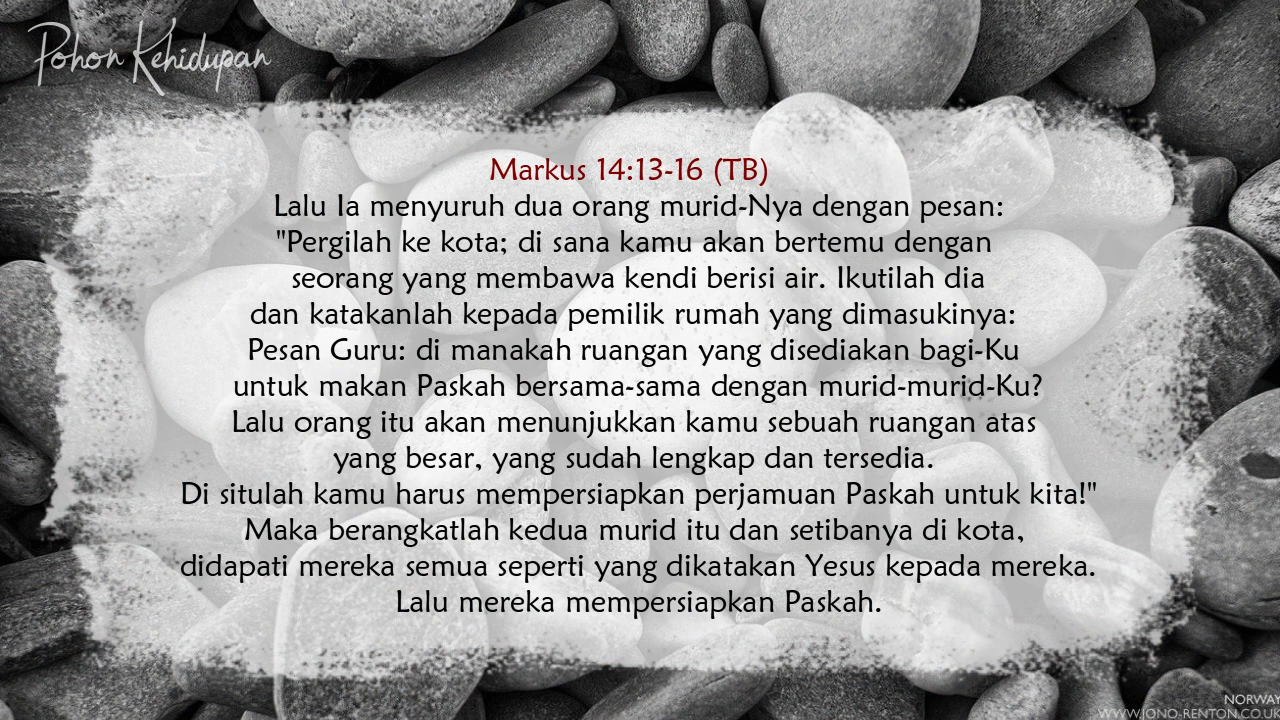 Pohon Kehidupan
Markus 14:13-16 (TB)
Lalu Ia menyuruh dua orang murid-Nya dengan pesan:
"Pergilah ke kota; di sana kamu akan bertemu dengan
seorang yang membawa kendi berisi air. Ikutilah dia
dan katakanlah kepada pemilik rumah yang dimasukinya:
Pesan Guru: di manakah ruangan yang disediakan bagi-Ku
untuk makan Paskah bersama-sama dengan murid-murid-Ku?
Lalu orang itu akan menunjukkan kamu sebuah ruangan atas
yang besar, yang sudah lengkap dan tersedia.
Di situlah kamu harus mempersiapkan perjamuan Paskah untuk kita!"
Maka berangkatlah kedua murid itu dan setibanya di kota,
didapati mereka semua seperti yang dikatakan Yesus kepada mereka.
Lalu mereka mempersiapkan Paskah.
NORWAY
WWW.JONO-RENTON.CO.UK